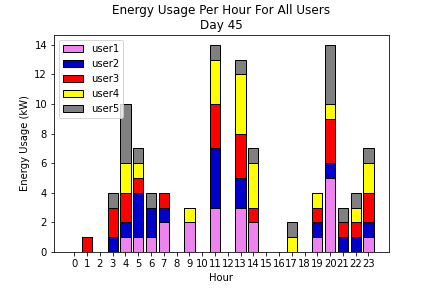 Energy Usage Per Hour For All Users
Day 45
user1
user2
user3
user4
user5
Energy Usage (kW)
14
12
10
8
6
4
2
0
0 1 2 3 4 5 6 7 8 9 10 11 12 13 14 15 16 17 18 19 20 21 22 23
Hour